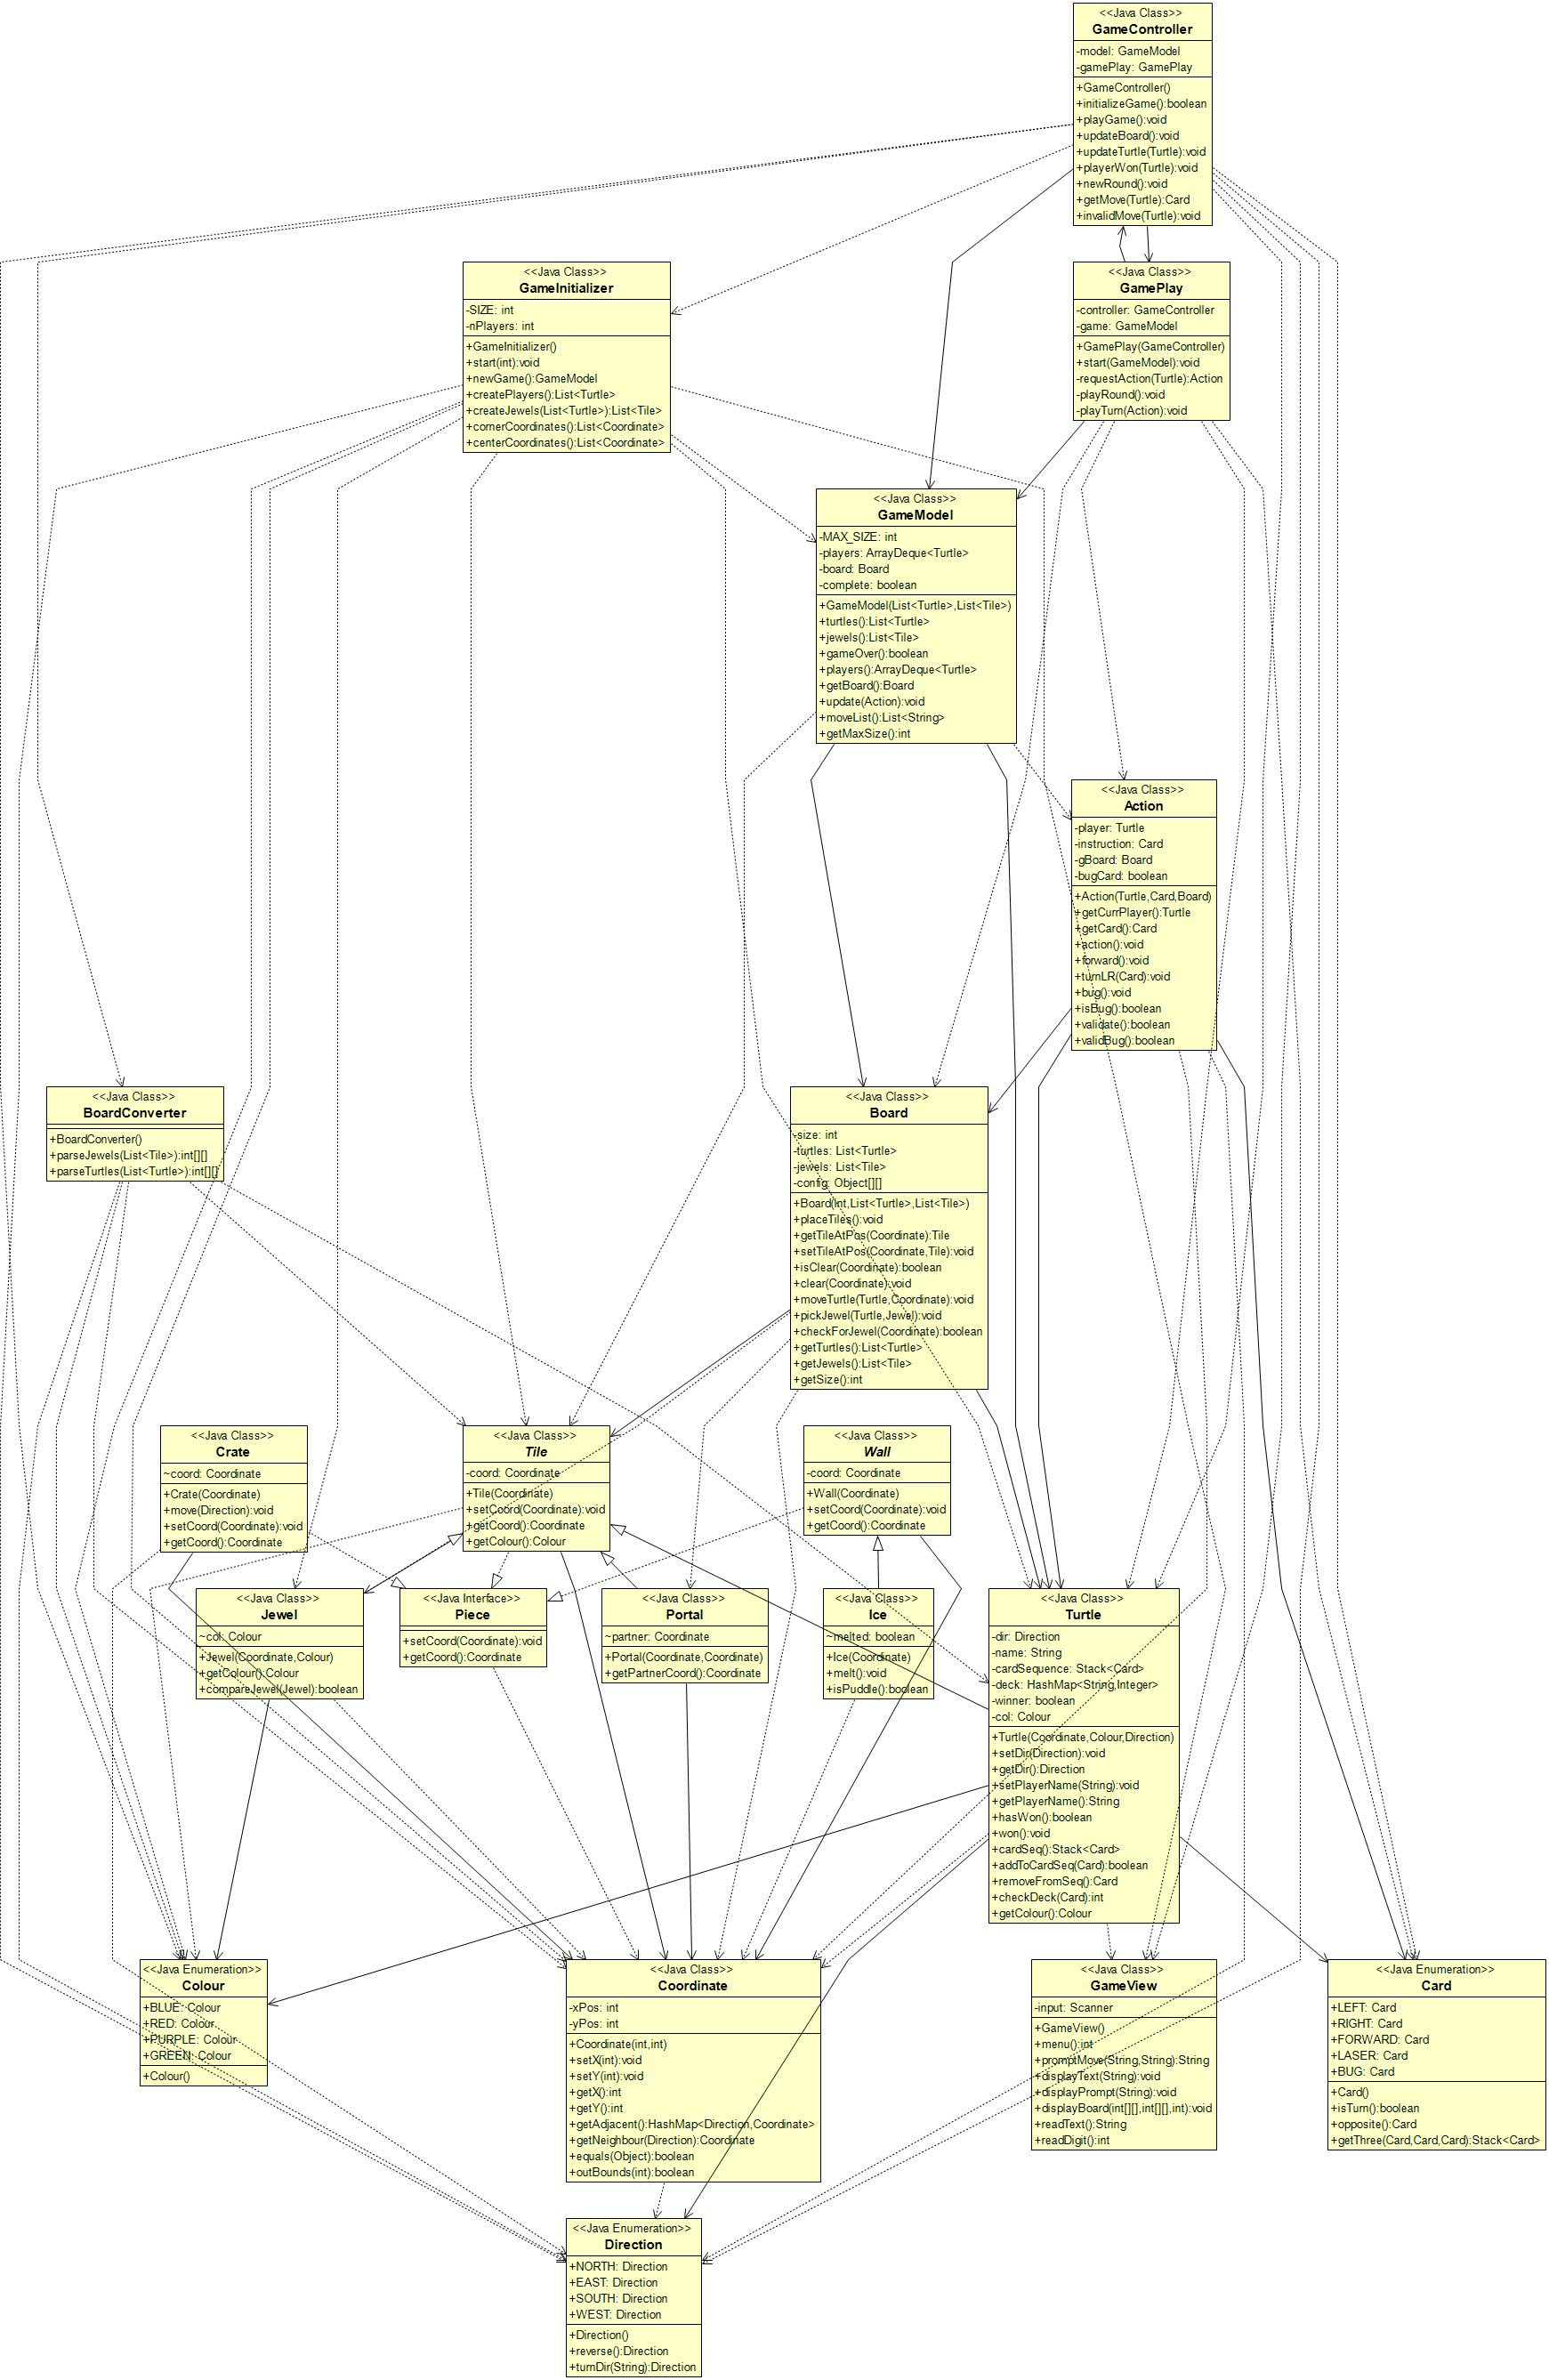 <<Java Class>>
GameController
-model: GameModel
-gamePlay: GamePlay
+GameController()
+initializeGame():boolean
+playGame():void
+updateBoard():void
+updateTurtle(Turtle):void
+playerWon(Turtle):void
+newRound():void
+getMove(Turtle):Card
+invalidMove(Turtle):void
<<Java Class>>
GameInitializer
-SIZE: int
-nPlayers: int
+GameInitializer()
+start(int):void
+newGame():GameModel
+createPlayers():List<Turtle>
+createJewels(List<Turtle>):List<Tile>
+cornerCoordinates():List<Coordinate>
+centerCoordinates():List<Coordinate>
<<Java Class>>
GamePlay
-controller: GameController
-game: GameModel
+GamePlay(GameController)
+start(GameModel):void
-requestAction(Turtle):Action
-playRound():void
-playTurn(Action):void
<<Java Class>>
GameModel
-MAX_SIZE: int
-players: ArrayDeque<Turtle>
-board: Board
-complete: boolean
+GameModel(List<Turtle>,List<Tile>)
+turtles():List<Turtle>
+jewels():List<Tile>
+gameOver():boolean
+players():ArrayDeque<Turtle>
+getBoard():Board
+update(Action):void
+moveList():List<String>
+getMaxSize():int
<<Java Class>>
Action
-player: Turtle
-instruction: Card
-gBoard: Board
-bugCard: boolean
+Action(Turtle,Card,Board)
+getCurrPlayer():Turtle
+getCard():Card
+action():void
+forward():void
+turnLR(Card):void
+bug():void
+isBug():boolean
+validate():boolean
+validBug():boolean
<<Java Class>>
BoardConverter
+BoardConverter()
+parseJewels(List<Tile>):int[][]
+parseTurtles(List<Turtle>):int[][]
<<Java Class>>
Board
-size: int
-turtles: List<Turtle>
-jewels: List<Tile>
-config: Object[][]
+Board(int,List<Turtle>,List<Tile>)
+placeTiles():void
+getTileAtPos(Coordinate):Tile
+setTileAtPos(Coordinate,Tile):void
+isClear(Coordinate):boolean
+clear(Coordinate):void
+moveTurtle(Turtle,Coordinate):void
+pickJewel(Turtle,Jewel):void
+checkForJewel(Coordinate):boolean
+getTurtles():List<Turtle>
+getJewels():List<Tile>
+getSize():int
<<Java Class>>
Crate
~coord: Coordinate
+Crate(Coordinate)
+move(Direction):void
+setCoord(Coordinate):void
+getCoord():Coordinate
<<Java Class>>
Tile
-coord: Coordinate
+Tile(Coordinate)
+setCoord(Coordinate):void
+getCoord():Coordinate
+getColour():Colour
<<Java Class>>
Wall
-coord: Coordinate
+Wall(Coordinate)
+setCoord(Coordinate):void
+getCoord():Coordinate
<<Java Class>>
Jewel
~col: Colour
+Jewel(Coordinate,Colour)
+getColour():Colour
+compareJewel(Jewel):boolean
<<Java Interface>>
Piece
+setCoord(Coordinate):void
+getCoord():Coordinate
<<Java Class>>
Portal
~partner: Coordinate
+Portal(Coordinate,Coordinate)
+getPartnerCoord():Coordinate
<<Java Class>>
Ice
~melted: boolean
+Ice(Coordinate)
+melt():void
+isPuddle():boolean
<<Java Class>>
Turtle
-dir: Direction
-name: String
-cardSequence: Stack<Card>
-deck: HashMap<String,Integer>
-winner: boolean
-col: Colour
+Turtle(Coordinate,Colour,Direction)
+setDir(Direction):void
+getDir():Direction
+setPlayerName(String):void
+getPlayerName():String
+hasWon():boolean
+won():void
+cardSeq():Stack<Card>
+addToCardSeq(Card):boolean
+removeFromSeq():Card
+checkDeck(Card):int
+getColour():Colour
<<Java Enumeration>>
Colour
+BLUE: Colour
+RED: Colour
+PURPLE: Colour
+GREEN: Colour
+Colour()
<<Java Class>>
Coordinate
-xPos: int
-yPos: int
+Coordinate(int,int)
+setX(int):void
+setY(int):void
+getX():int
+getY():int
+getAdjacent():HashMap<Direction,Coordinate>
+getNeighbour(Direction):Coordinate
+equals(Object):boolean
+outBounds(int):boolean
<<Java Class>>
GameView
-input: Scanner
+GameView()
+menu():int
+promptMove(String,String):String
+displayText(String):void
+displayPrompt(String):void
+displayBoard(int[][],int[][],int):void
+readText():String
+readDigit():int
<<Java Enumeration>>
Card
+LEFT: Card
+RIGHT: Card
+FORWARD: Card
+LASER: Card
+BUG: Card
+Card()
+isTurn():boolean
+opposite():Card
+getThree(Card,Card,Card):Stack<Card>
<<Java Enumeration>>
Direction
+NORTH: Direction
+EAST: Direction
+SOUTH: Direction
+WEST: Direction
+Direction()
+reverse():Direction
+turnDir(String):Direction